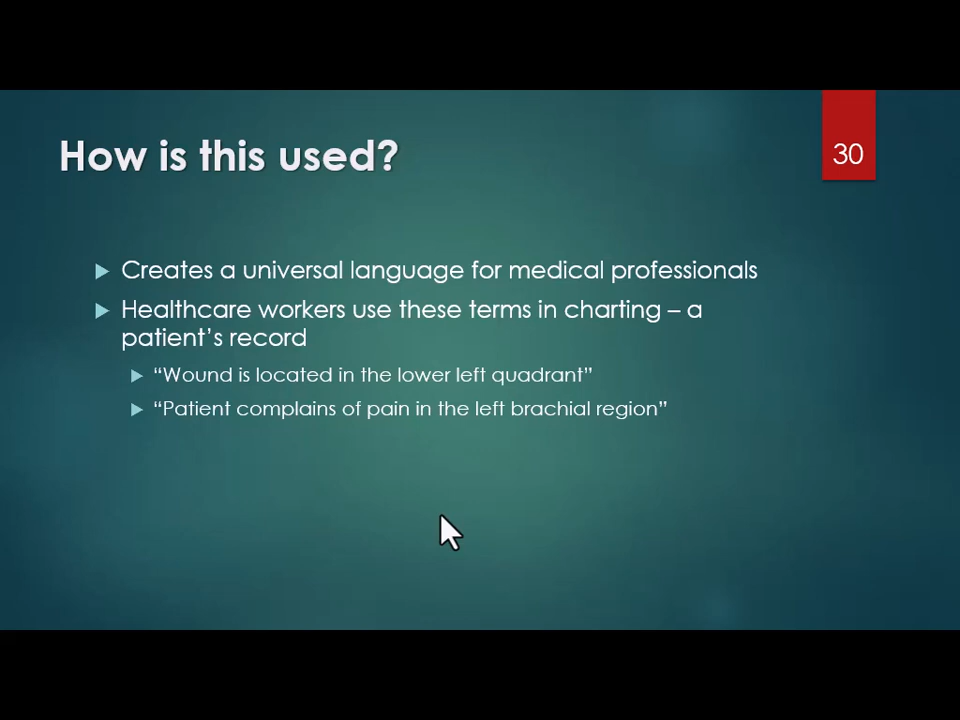 How is this used?
30
Creates a universal language for medical professionals
Healthcare workers use these terms in charting – a
patient’s record
“Wound is located in the lower left quadrant”
“Patient complains of pain in the left brachial region”